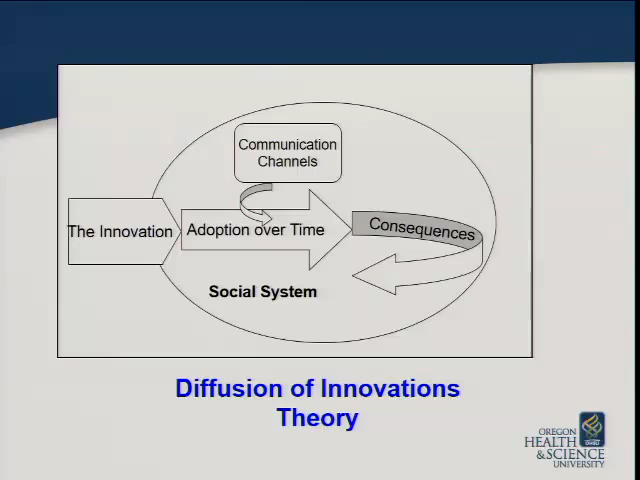 Communication
Channels
The Innovation
Adoption over Time
Consequences
Social System
Diffusion of Innovations
Theory
OREGON
HEALTH
& SCIENCE
UNIVERSITY